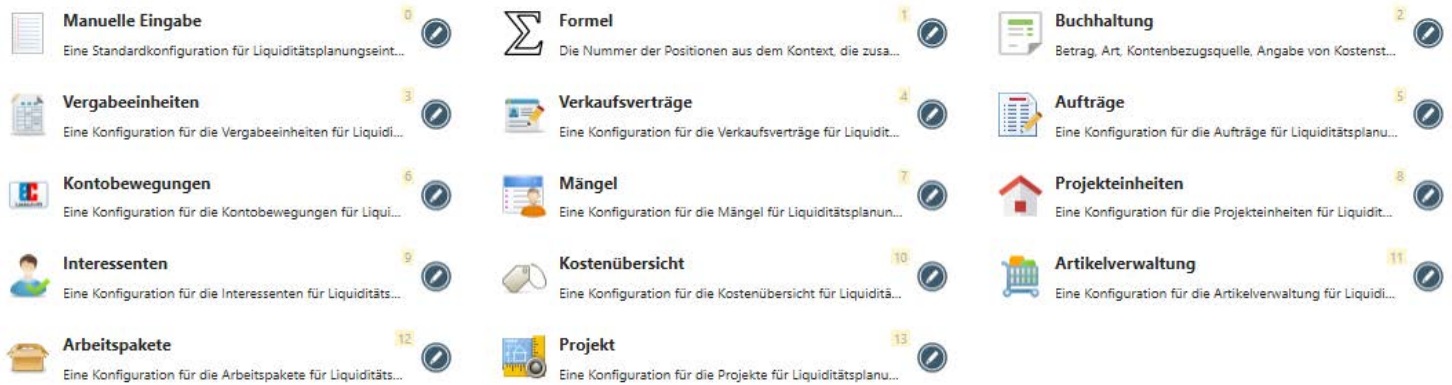 Manuelle Eingabe
0
Eine Standardkonfiguration für Liquiditätsplanungseint...
Formel
1
Die Nummer der Positionen aus dem Kontext, die zusa...
Buchhaltung
2
Betrag, Art, Kontenbezugsquelle, Angabe von Kostenst...
Vergabeeinheiten
3
Eine Konfiguration für die Vergabeeinheiten für Liquidi...
Verkaufsverträge
4
Eine Konfiguration für die Verkaufsverträge für Liquidit...
Aufträge
5
Eine Konfiguration für die Aufträge für Liquiditätsplanu...
Kontobewegungen
6
Eine Konfiguration für die Kontobewegungen für Liqui...
Mängel
7
Eine Konfiguration für die Mängel für Liquiditätsplanun...
Projekteinheiten
8
Eine Konfiguration für die Projekteinheiten für Liquidit...
Interessenten
9
Eine Konfiguration für die Interessenten für Liquiditäts...
Kostenübersicht
10
Eine Konfiguration für die Kostenübersicht für Liquiditä...
Artikelverwaltung
11
Eine Konfiguration für die Artikelverwaltung für Liquidi...
Arbeitspakete
12
Eine Konfiguration für die Arbeitspakete für Liquiditäts...
Projekt
13
Eine Konfiguration für die Projekte für Liquiditätsplanu...